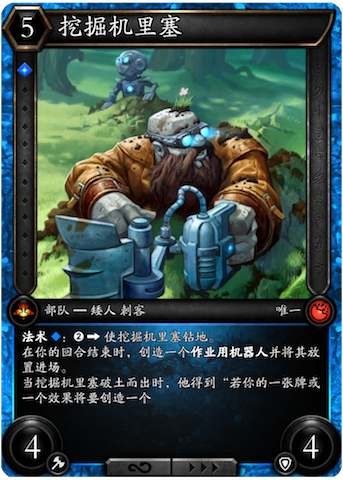 5 挖掘机里塞
部队 — 矮人 刺客 唯一
法术 ◆：❷ ➡ 使挖掘机里塞钻地。
在你的回合结束时，创造一个作业用机器人并将其放
置进场。
当挖掘机里塞破土而出时，他得到“若你的一张牌或
一个效果将要创造一个
4 4